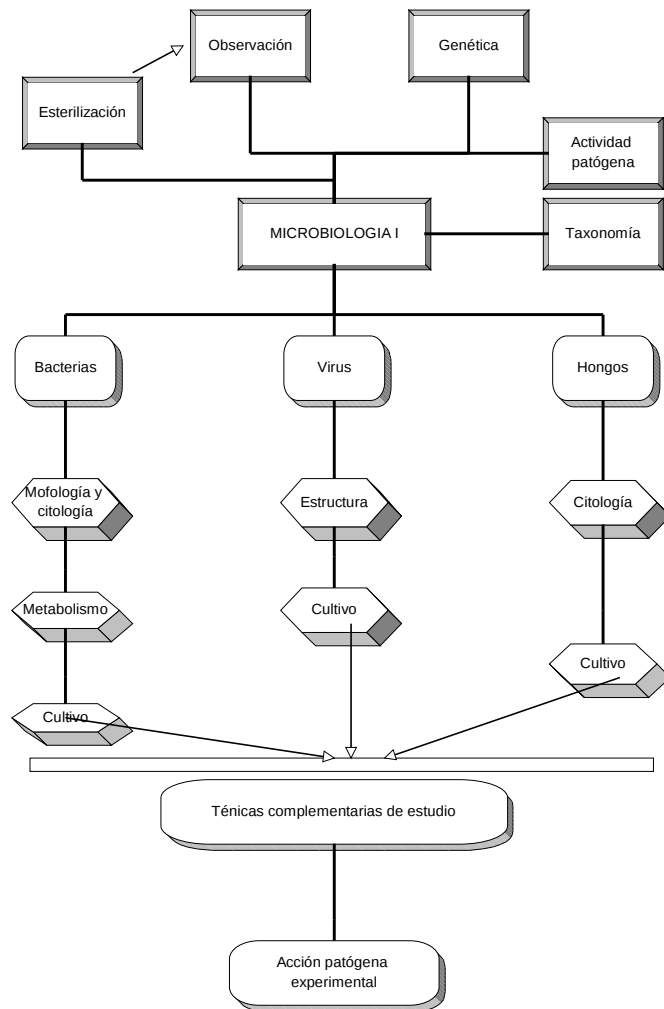 Observación
Genética
Esterilización
Actividad
patógena
MICROBIOLOGIA I
Taxonomía
Bacterias
Virus
Hongos
Mofología y
citología
Estructura
Citología
Metabolismo
Cultivo
Cultivo
Cultivo
Ténicas complementarias de estudio
Acción patógena
experimental